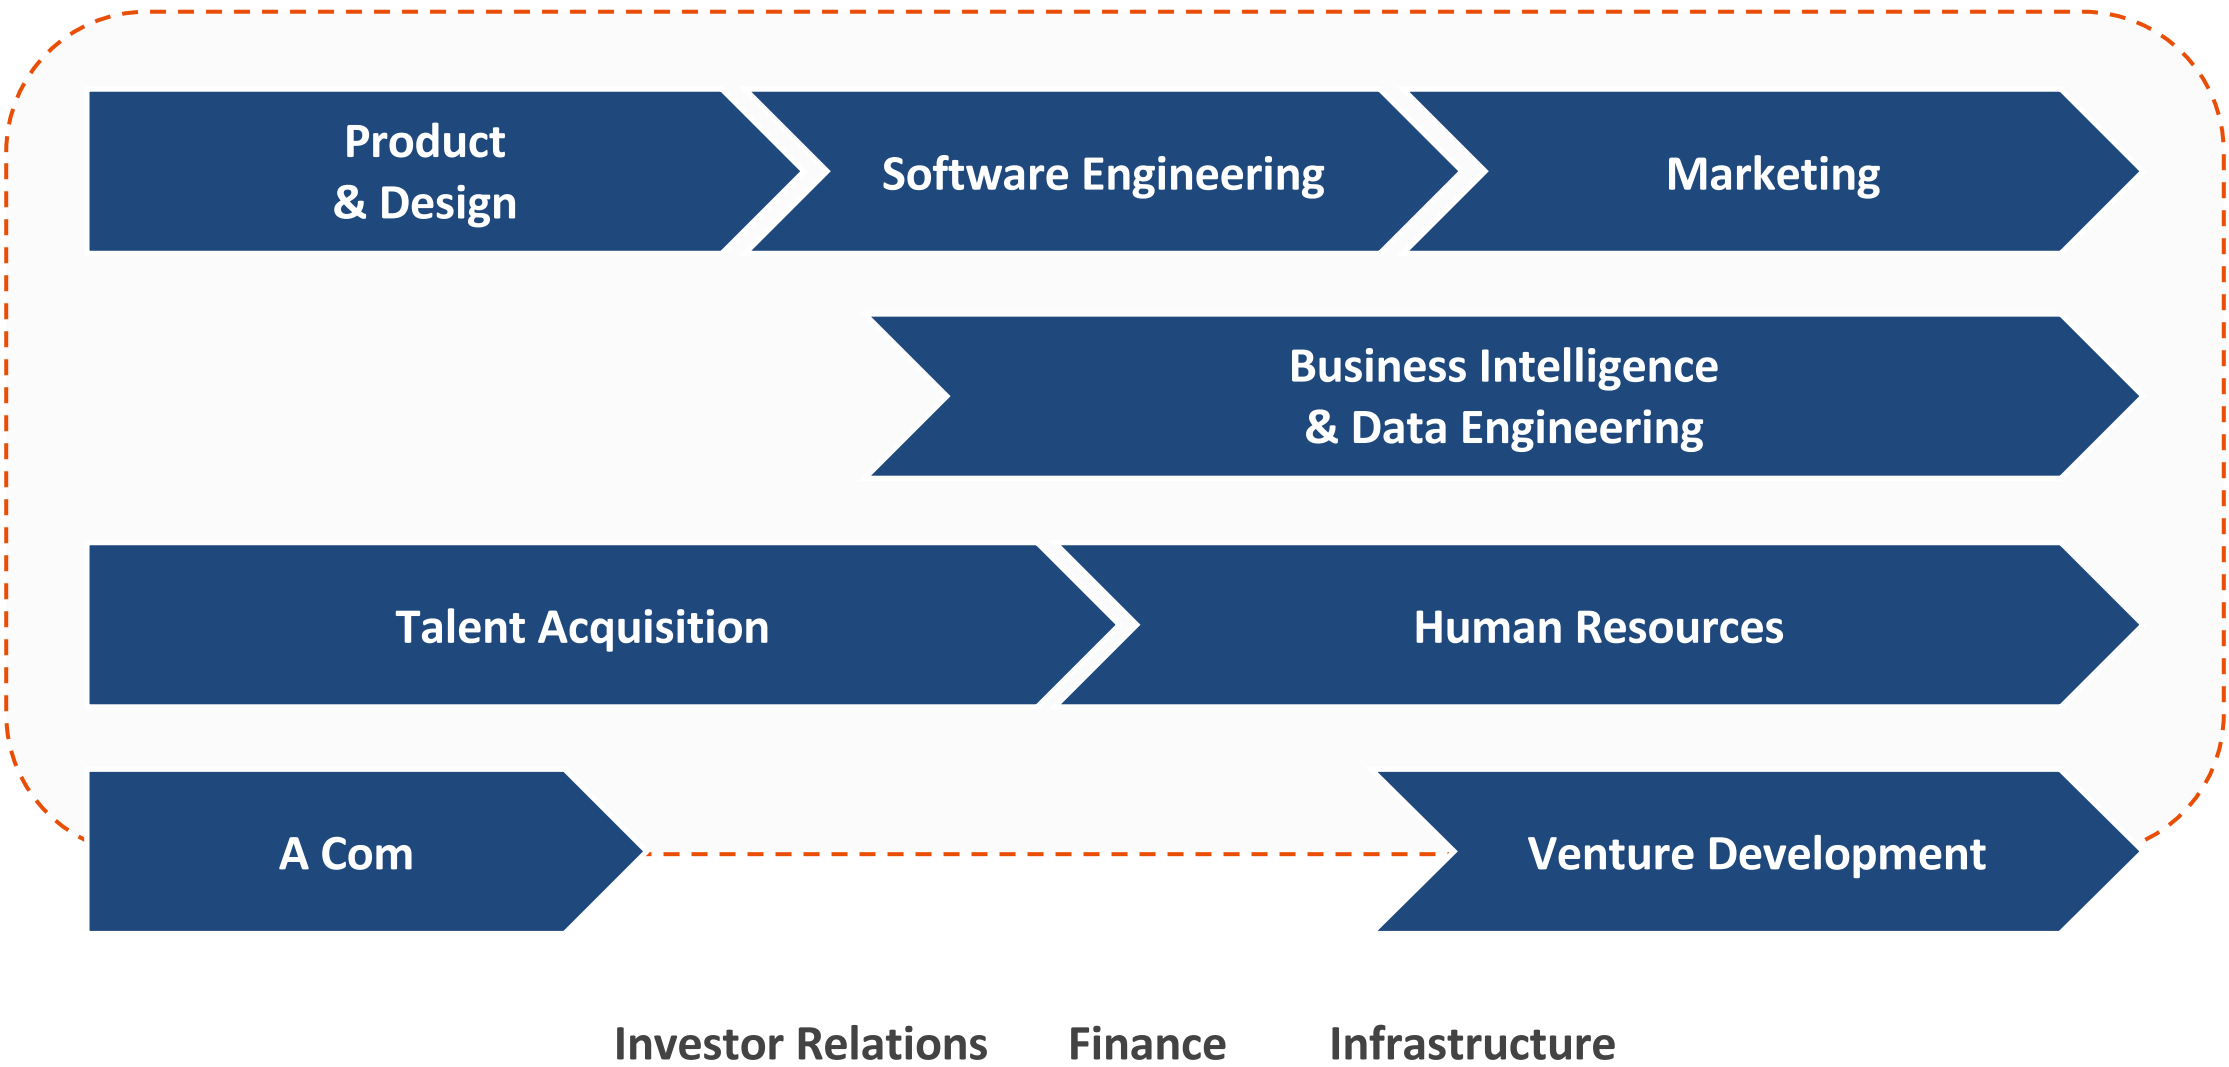 Product
& Design
Software Engineering
Marketing
Business Intelligence
& Data Engineering
Talent Acquisition
Human Resources
A Com
Venture Development
Investor Relations
Finance
Infrastructure